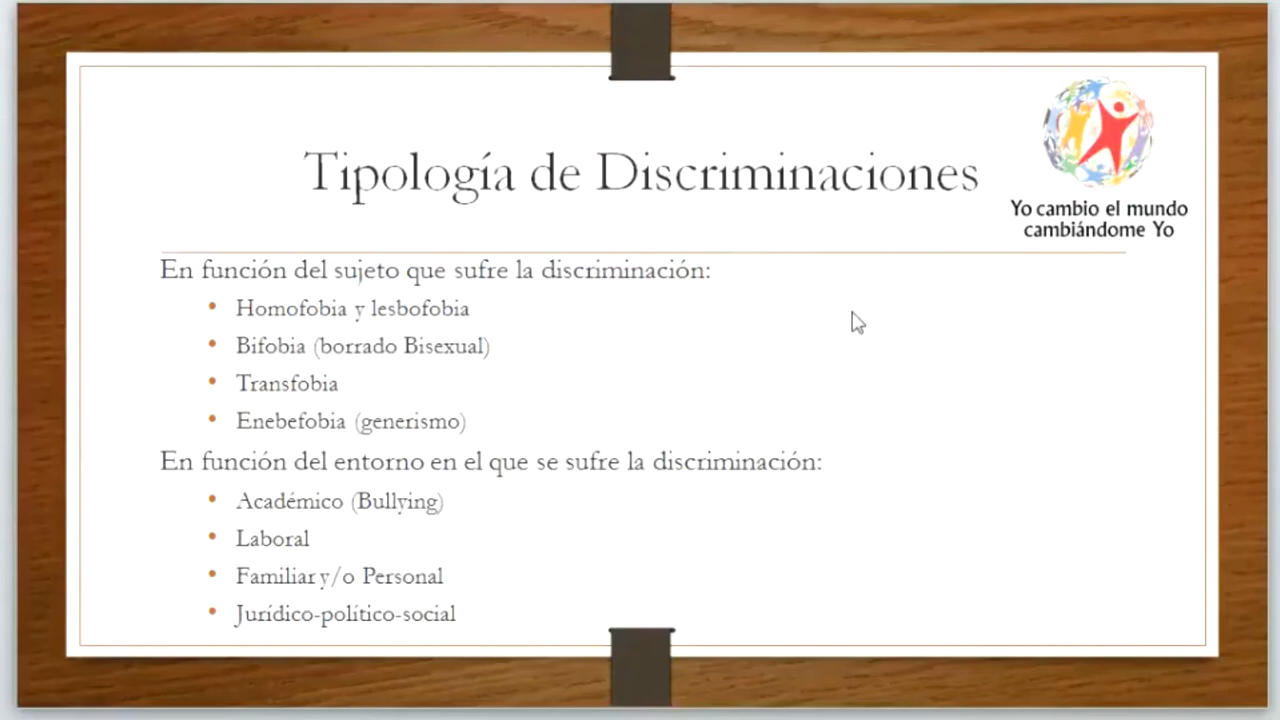 Tipología de Discriminaciones
Yo cambio el mundo
cambiándome Yo
En función del sujeto que sufre la discriminación:
• Homofobia y lesbofobia
• Bifobia (borrado Bisexual)
• Transfobia
• Enebefobia (generismo)
En función del entorno en el que se sufre la discriminación:
• Académico (Bullying)
• Laboral
• Familiar y/o Personal
• Jurídico-político-social